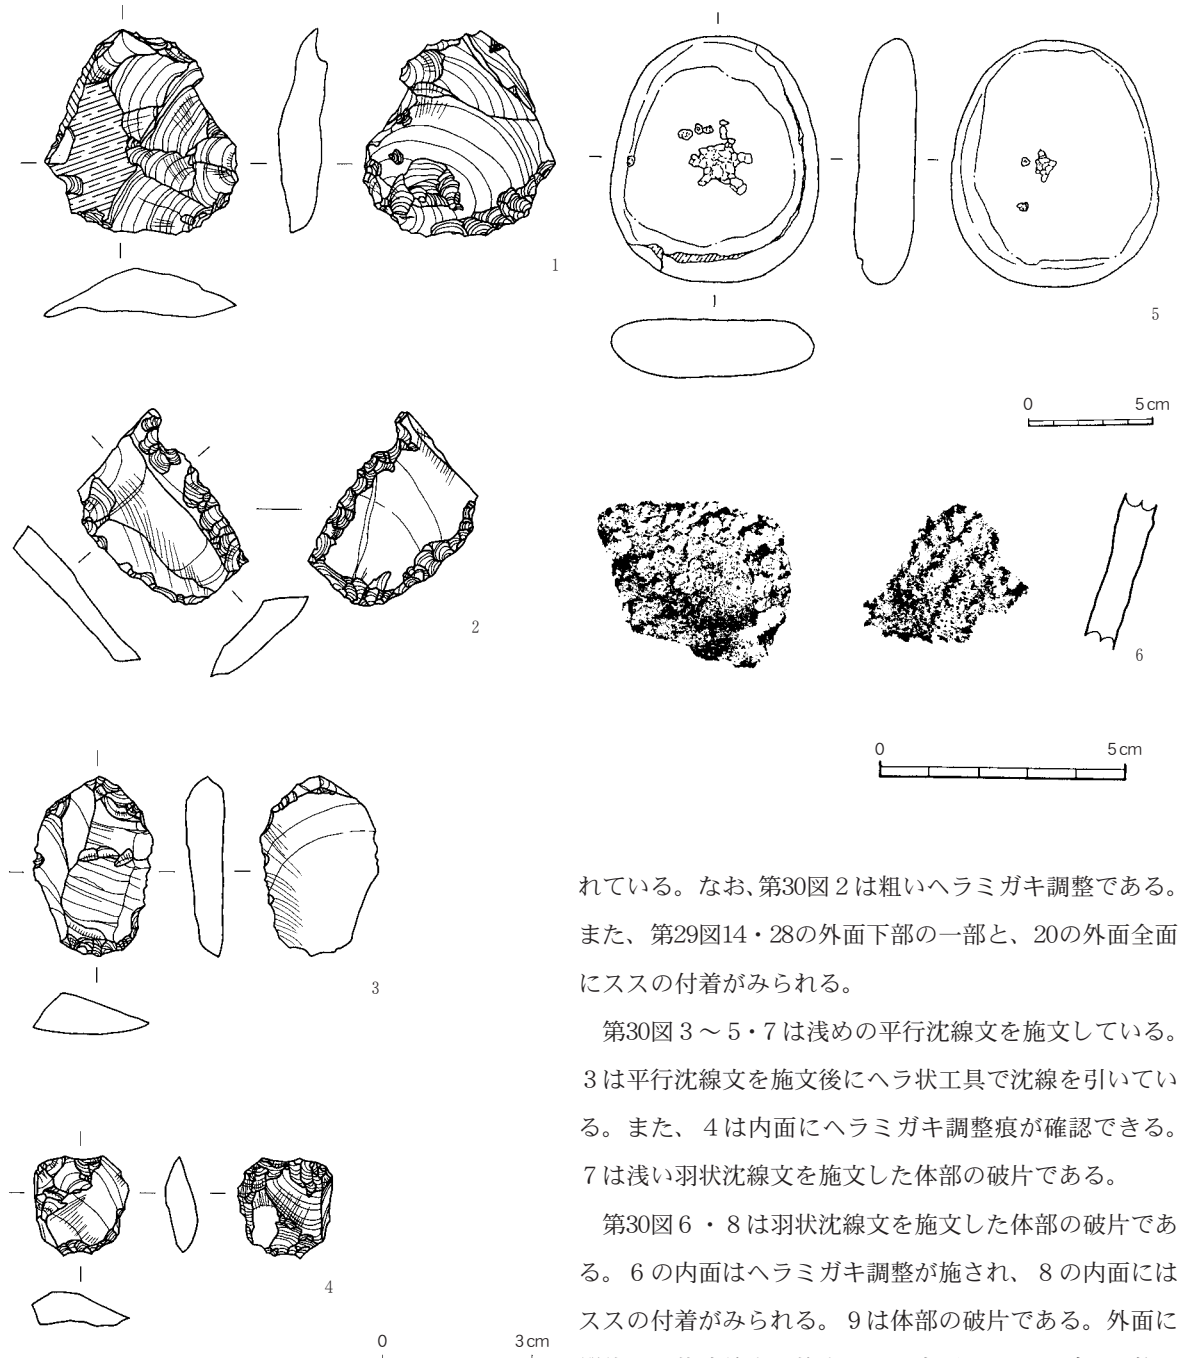 1
5
0 5cm
2
6
0 5cm
3
4
0 3cm
れている。なお、第30図２は粗いヘラミガキ調整である。
また、第29図14・28の外面下部の一部と、20の外面全面
にススの付着がみられる。
第30図３～５・７は浅めの平行沈線文を施文している。
３は平行沈線文を施文後にヘラ状工具で沈線を引いてい
る。また、４は内面にヘラミガキ調整痕が確認できる。
７は浅い羽状沈線文を施文した体部の破片である。
第30図６・８は羽状沈線文を施文した体部の破片であ
る。６の内面はヘラミガキ調整が施され、８の内面には
ススの付着がみられる。９は体部の破片である。外面に